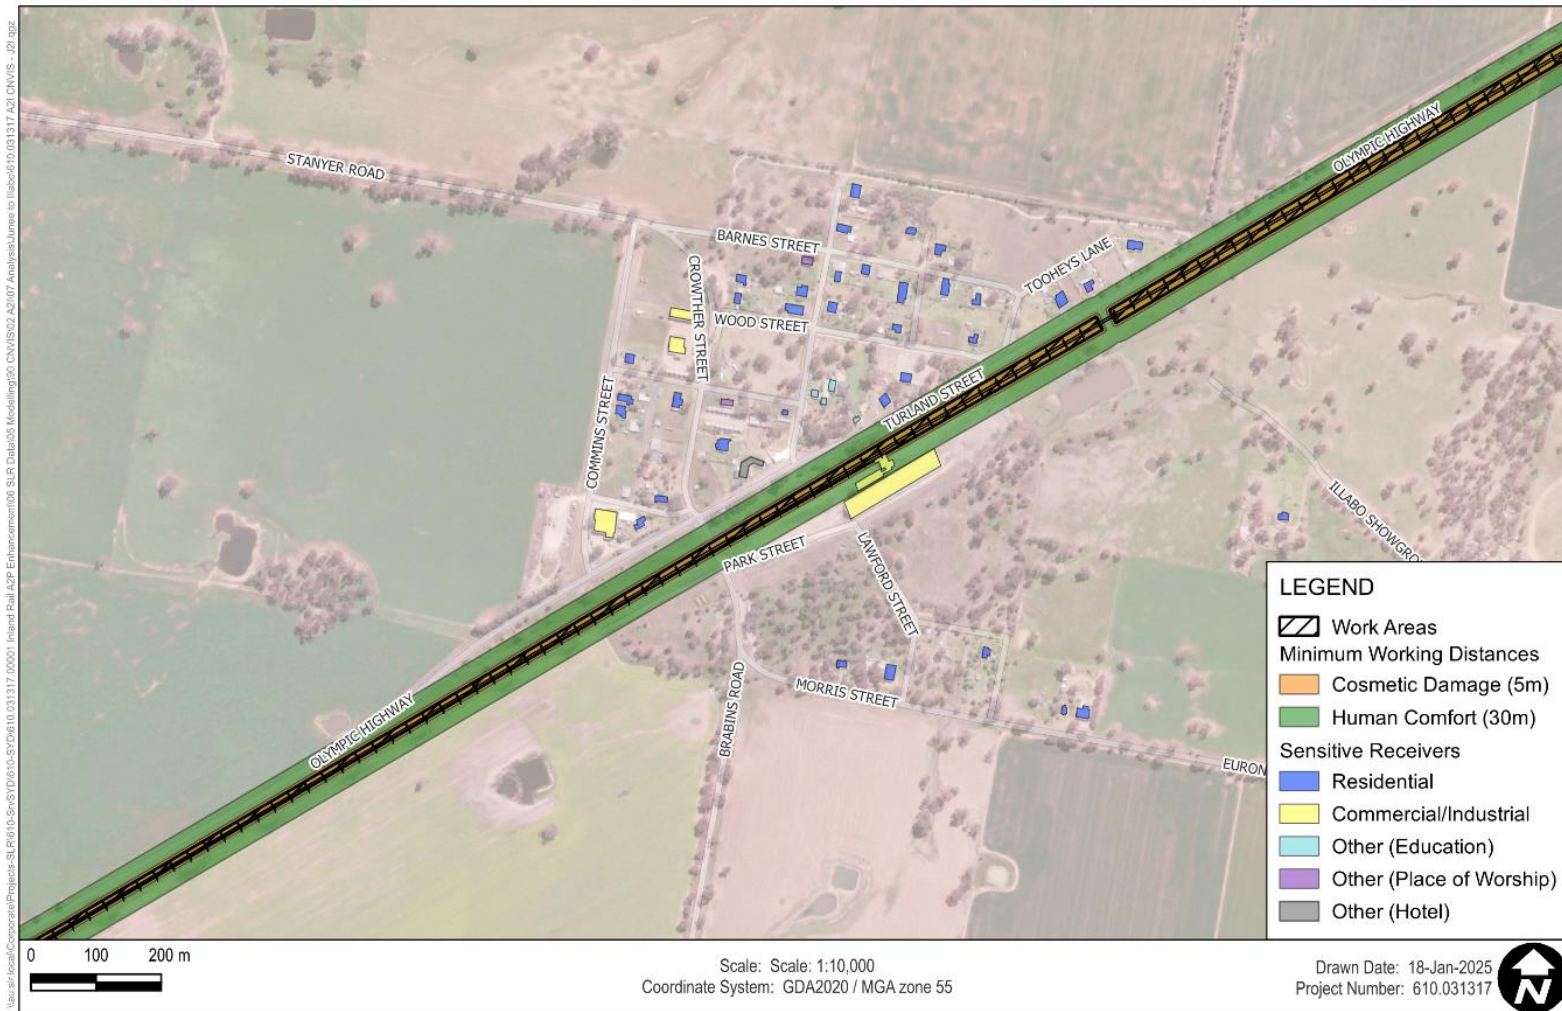 OLYMPIC HIGHWAY
STANYER ROAD
BARNES STREET
TOOHEYS LANE
CROWTHER STREET
WOOD STREET
COMMINS STREET
TURLAND STREET
ILLABO SHOWGRO
PARK STREET
LAWFORD STREET
BRABINS ROAD
MORRIS STREET
OLYMPIC HIGHWAY
EURON
LEGEND
Work Areas
Minimum Working Distances
Cosmetic Damage (5m)
Human Comfort (30m)
Sensitive Receivers
Residential
Commercial/Industrial
Other (Education)
Other (Place of Worship)
Other (Hotel)
0 100 200 m
Scale: Scale: 1:10,000
Coordinate System: GDA2020 / MGA zone 55
Drawn Date: 18-Jan-2025
Project Number: 610.031317
N